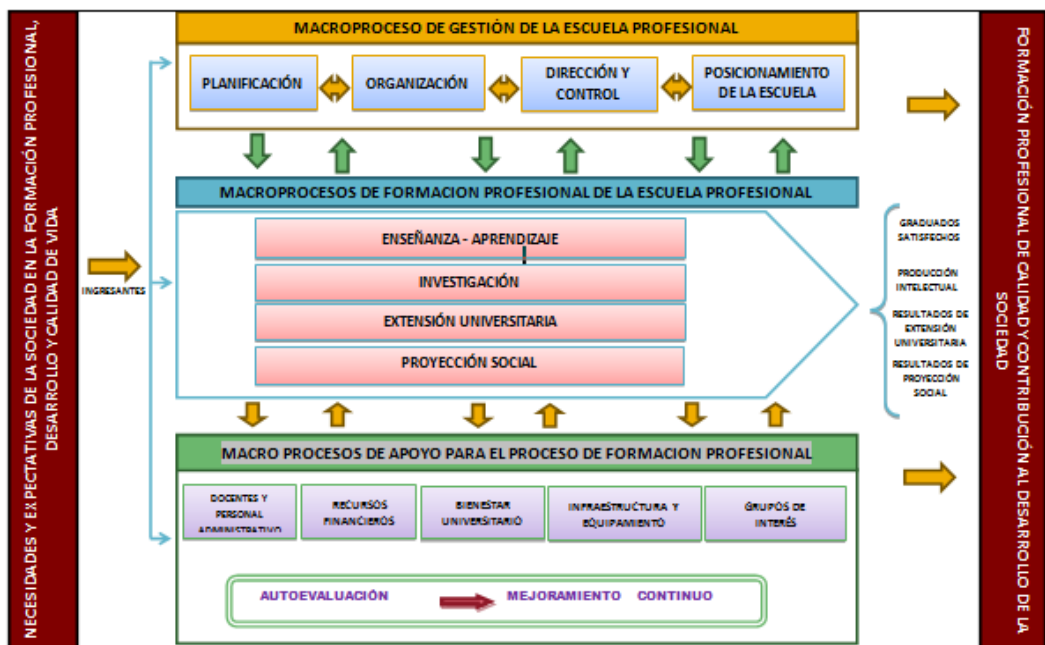 NECESIDADES Y EXPECTATIVAS DE LA SOCIEDAD EN LA FORMACIÓN PROFESIONAL,
DESARROLLO Y CALIDAD DE VIDA
INGRESANTES
MACROPROCESO DE GESTIÓN DE LA ESCUELA PROFESIONAL
PLANIFICACIÓN
ORGANIZACIÓN
DIRECCIÓN Y
CONTROL
POSICIONAMIENTO
DE LA ESCUELA
MACROPROCESOS DE FORMACION PROFESIONAL DE LA ESCUELA PROFESIONAL
ENSEÑANZA - APRENDIZAJE
INVESTIGACIÓN
EXTENSIÓN UNIVERSITARIA
PROYECCIÓN SOCIAL
GRADUADOS
SATISFECHOS
PRODUCCIÓN
INTELECTUAL
RESULTADOS DE
EXTENSIÓN
UNIVERSITARIA
RESULTADOS DE
PROYECCIÓN
SOCIAL
MACRO PROCESOS DE APOYO PARA EL PROCESO DE FORMACION PROFESIONAL
DOCENTES Y
PERSONAL
ADMINISTRATIVO
RECURSOS
FINANCIEROS
BIENESTAR
UNIVERSITARIO
INFRAESTRUCTURA Y
EQUIPAMIENTO
GRUPOS DE
INTERÉS
AUTOEVALUACIÓN
MEJORAMIENTO CONTINUO
FORMACIÓN PROFESIONAL DE CALIDAD Y CONTRIBUCIÓN AL DESARROLLO DE LA
SOCIEDAD